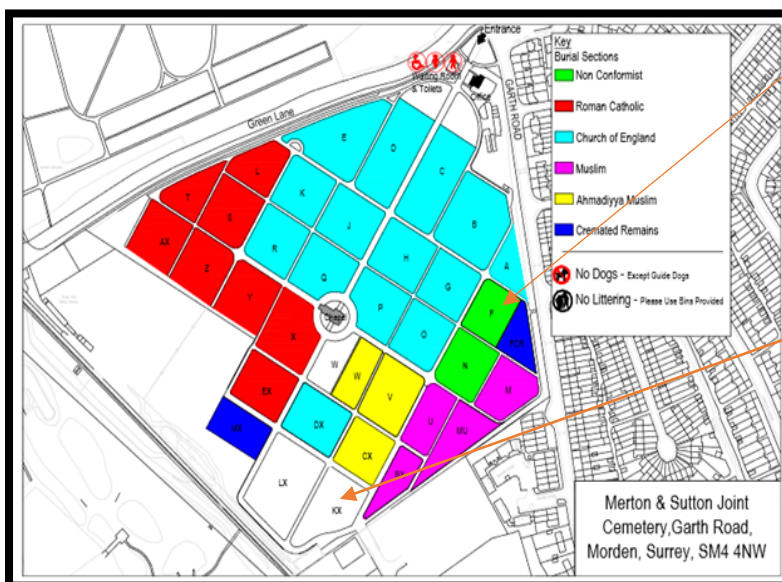 Entrance
Waiting Room
& Toilets
Office
Green Lane
GARTH ROAD
Key
Burial Sections
Non Conformist
Roman Catholic
Church of England
Muslim
Ahmadiyya Muslim
Cremated Remains
No Dogs - Except Guide Dogs
No Littering - Please Use Bins Provided
E
D
C
L
T
K
S
J
B
AX
R
H
A
Z
Q
G
Y
P
F
FCR
X
Chapel
O
W
W
V
N
M
EX
DX
U
MU
CX
LX
KX
Merton & Sutton Joint
Cemetery,Garth Road,
Morden, Surrey, SM4 4NW